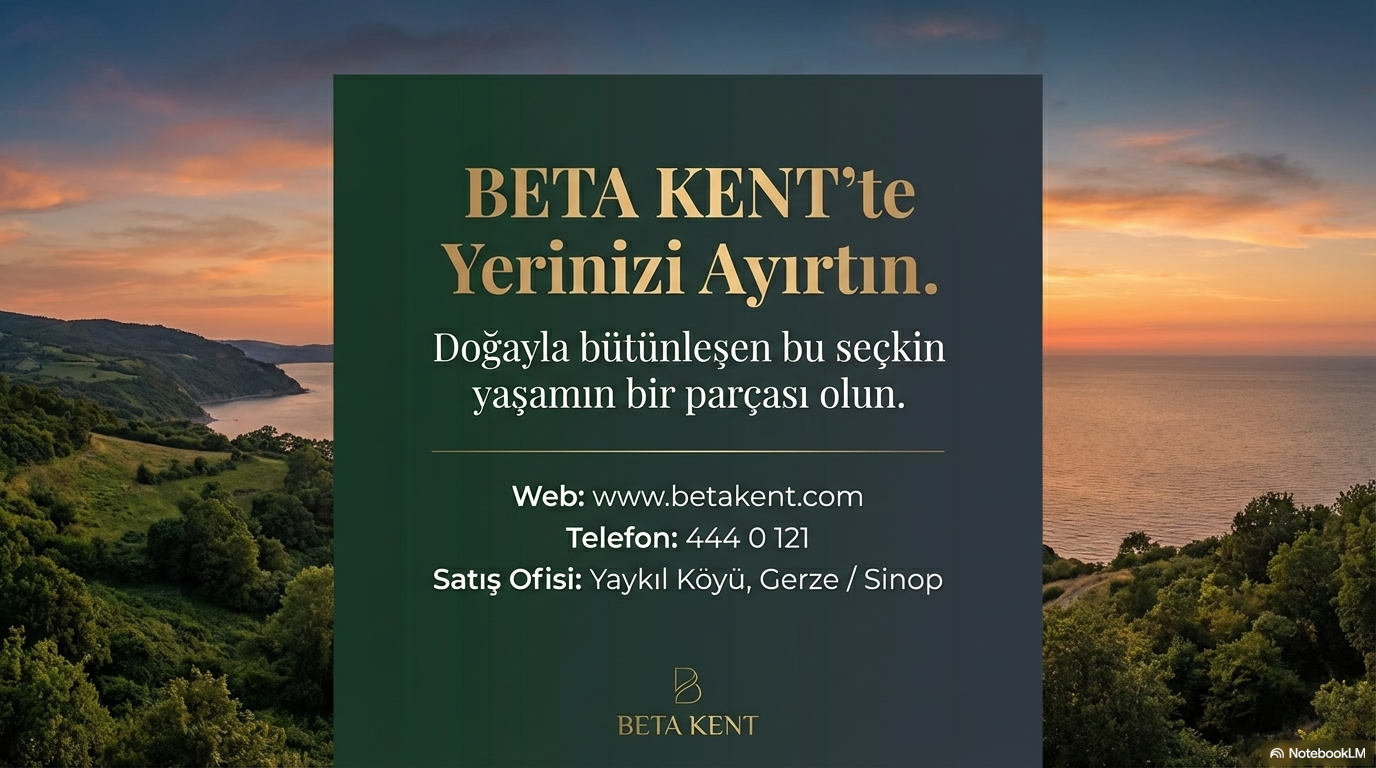 BETA KENT’te
Yerinizi Ayırtın.
Doğayla bütünleşen bu seçkin
yaşamın bir parçası olun.
Web: www.betakent.com
Telefon: 444 0 121
Satış Ofisi: Yaykıl Köyü, Gerze / Sinop
BETA KENT
NotebookLM